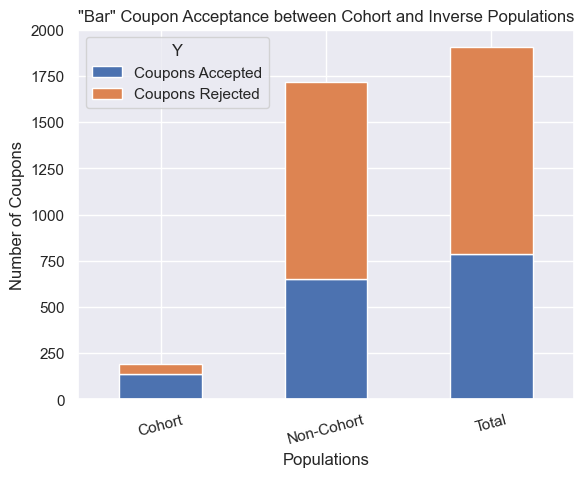 "Bar" Coupon Acceptance between Cohort and Inverse Populations
Y
Coupons Accepted
Coupons Rejected
Number of Coupons
2000
1750
1500
1250
1000
750
500
250
0
Cohort
Non-Cohort
Total
Populations